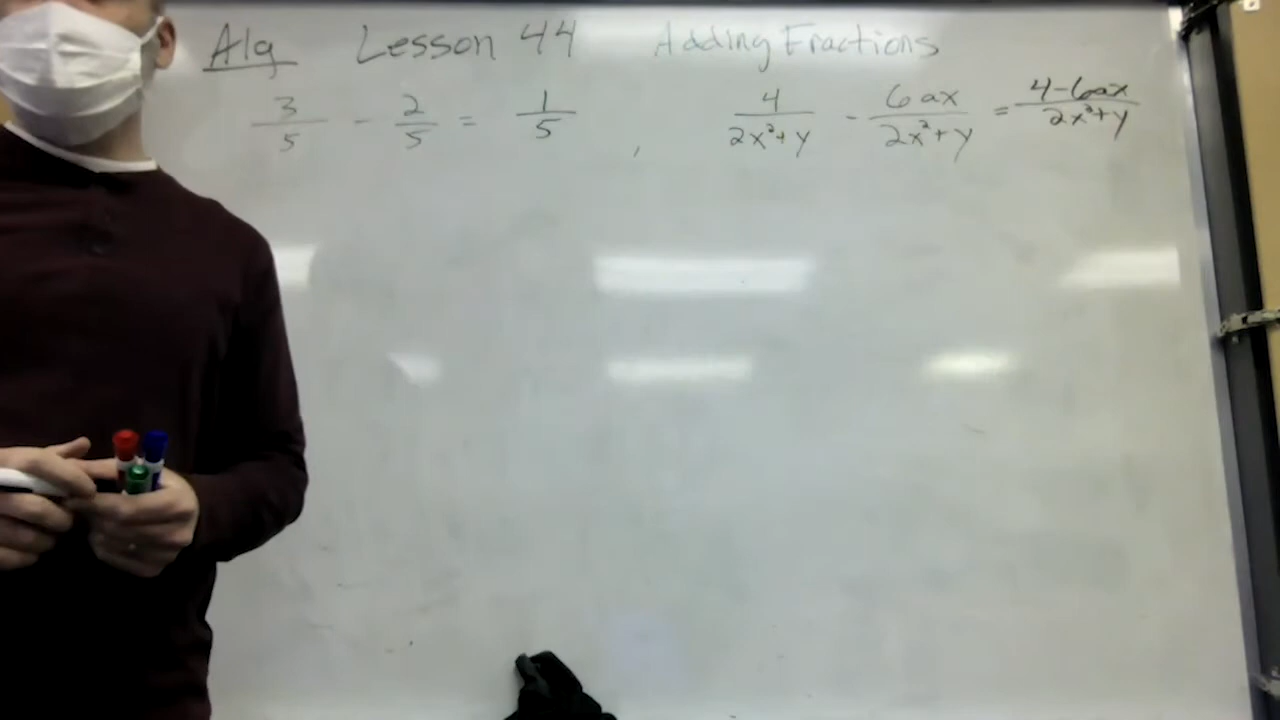 Alg Lesson 44 Adding Fractions
3/5 - 2/5 = 1/5 , 4/(2x²+y) - 6ax/(2x²+y) = (4-6ax)/(2x²+y)